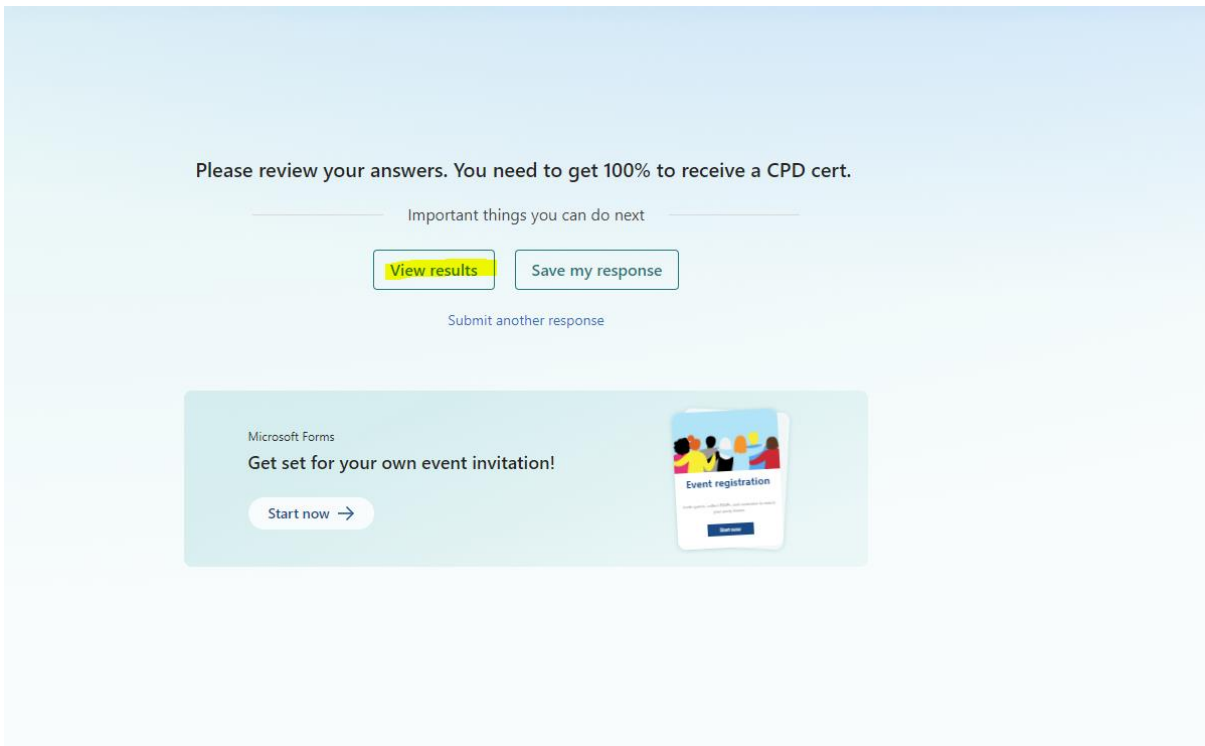 Please review your answers. You need to get 100% to receive a CPD cert.
Important things you can do next
View results
Save my response
Submit another response
Microsoft Forms
Get set for your own event invitation!
Start now →
Event registration
Start now